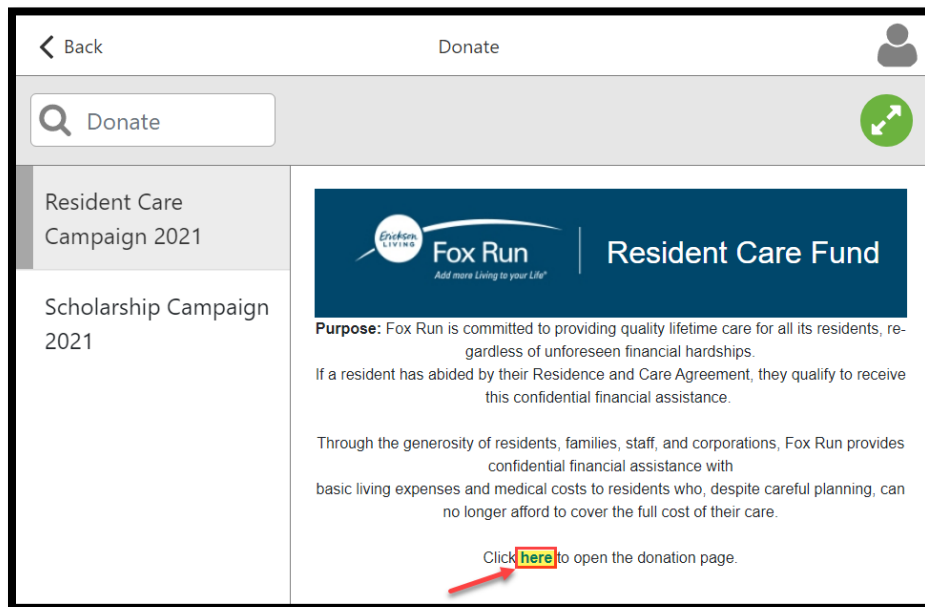 Back
Donate
Donate
Resident Care
Campaign 2021
Scholarship Campaign
2021
Erickson
LIVING
Fox Run
Add more Living to your Life®
Resident Care Fund
Purpose: Fox Run is committed to providing quality lifetime care for all its residents, re-
gardless of unforeseen financial hardships.
If a resident has abided by their Residence and Care Agreement, they qualify to receive
this confidential financial assistance.
Through the generosity of residents, families, staff, and corporations, Fox Run provides
confidential financial assistance with
basic living expenses and medical costs to residents who, despite careful planning, can
no longer afford to cover the full cost of their care.
Click here to open the donation page.